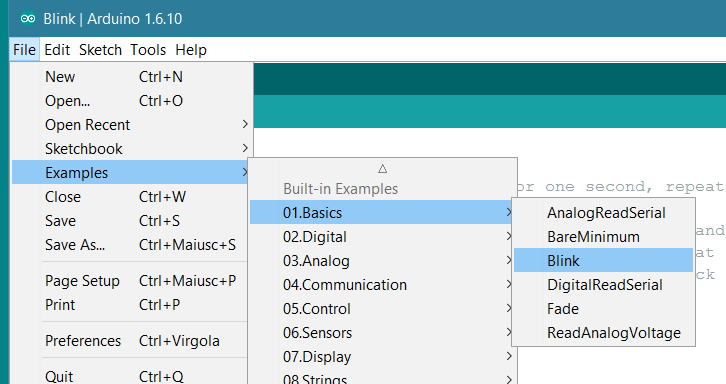 Blink | Arduino 1.6.10
File Edit Sketch Tools Help
New Ctrl+N
Open... Ctrl+O
Open Recent
Sketchbook
Examples
Close Ctrl+W
Save Ctrl+S
Save As... Ctrl+Maiusc+S
Page Setup Ctrl+Maiusc+P
Print Ctrl+P
Preferences Ctrl+Virgola
Quit Ctrl+Q
Built-in Examples
01.Basics
02.Digital
03.Analog
04.Communication
05.Control
06.Sensors
07.Display
08.Strings
AnalogReadSerial
BareMinimum
Blink
DigitalReadSerial
Fade
ReadAnalogVoltage
or one second, repeat
and
at
ck